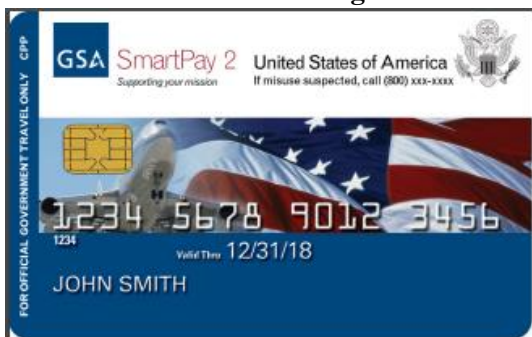 FOR OFFICIAL GOVERNMENT TRAVEL ONLY CPP
GSA SmartPay 2
Supporting your mission
United States of America
If misuse suspected, call (800) xxx-xxxx
1234 5678 9012 3456
1234
Valid Thru 12/31/18
JOHN SMITH